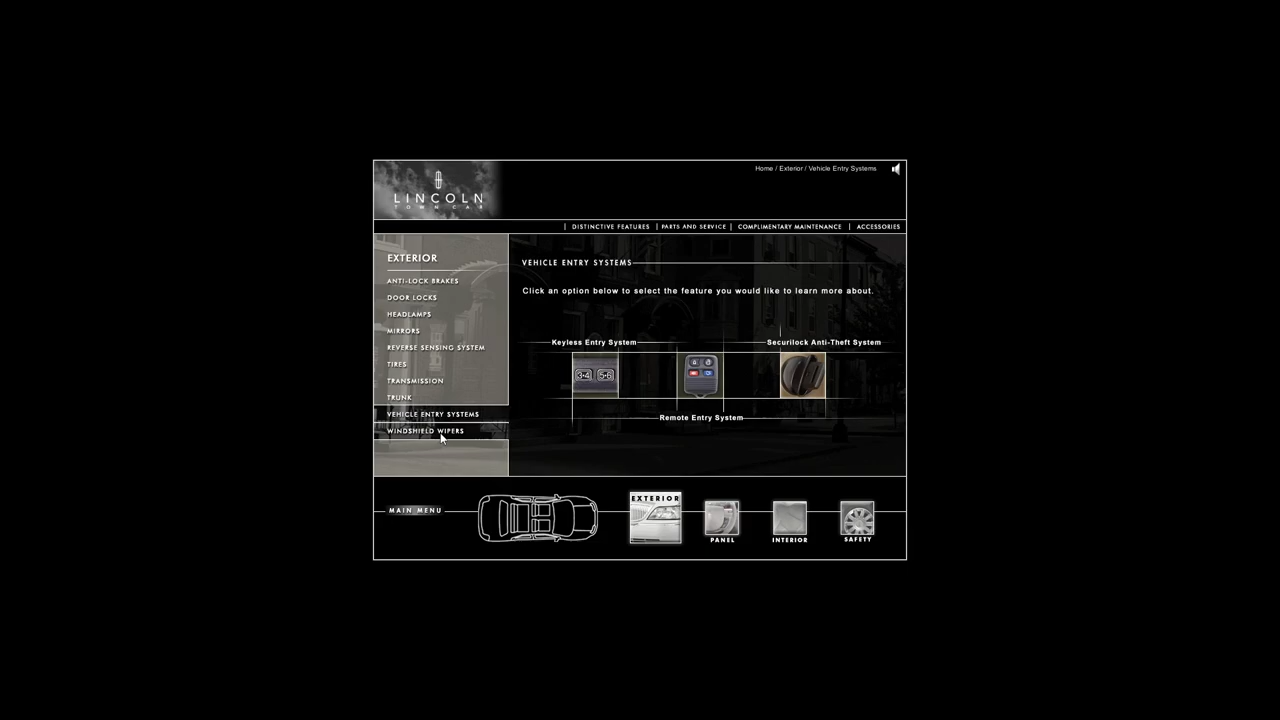 Home / Exterior / Vehicle Entry Systems
LINCOLN
TOWN CAR
DISTINCTIVE FEATURES | PARTS AND SERVICE | COMPLIMENTARY MAINTENANCE | ACCESSORIES
EXTERIOR
ANTI-LOCK BRAKES
DOOR LOCKS
HEADLAMPS
MIRRORS
REVERSE SENSING SYSTEM
TIRES
TRANSMISSION
TRUNK
VEHICLE ENTRY SYSTEMS
WINDSHIELD WIPERS
VEHICLE ENTRY SYSTEMS
Click an option below to select the feature you would like to learn more about.
Keyless Entry System
Securilock Anti-Theft System
3•4 5•6
Remote Entry System
MAIN MENU
EXTERIOR
PANEL
INTERIOR
SAFETY